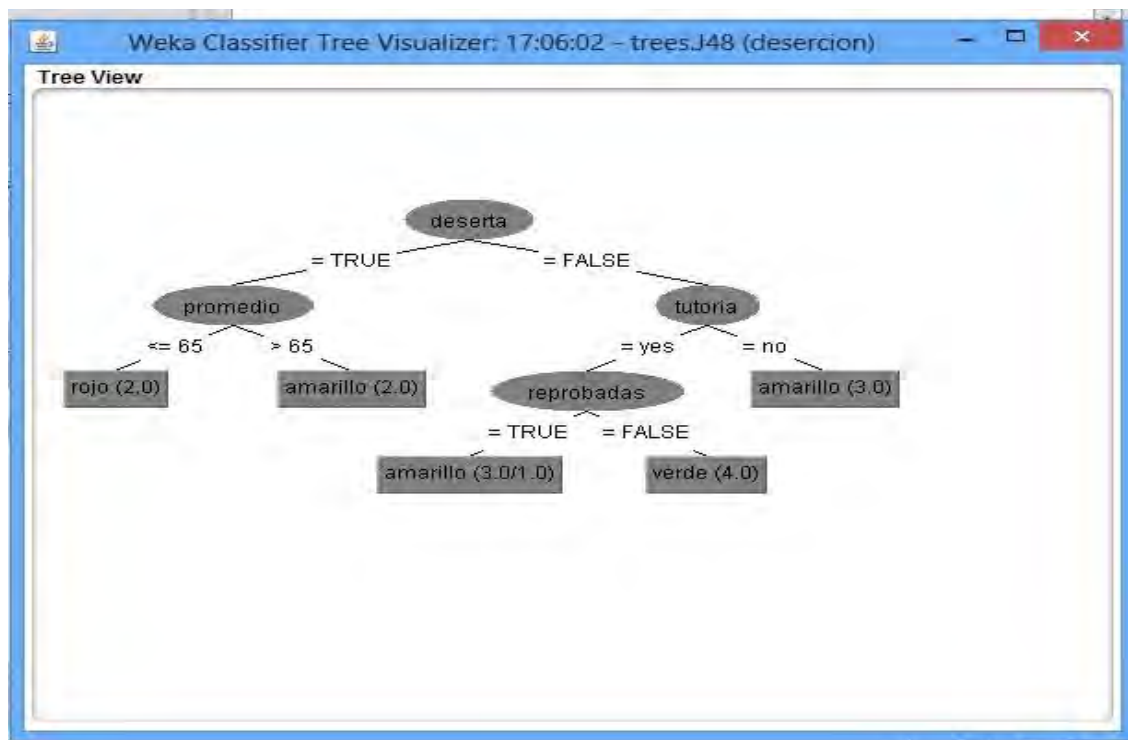 Weka Classifier Tree Visualizer: 17:06:02 – trees.J48 (desercion)
Tree View
deserta
= TRUE = FALSE
promedio tutoria
<= 65 > 65 = yes = no
rojo (2.0) amarillo (2.0) reprobadas amarillo (3.0)
= TRUE = FALSE
amarillo (3.0/1.0) verde (4.0)